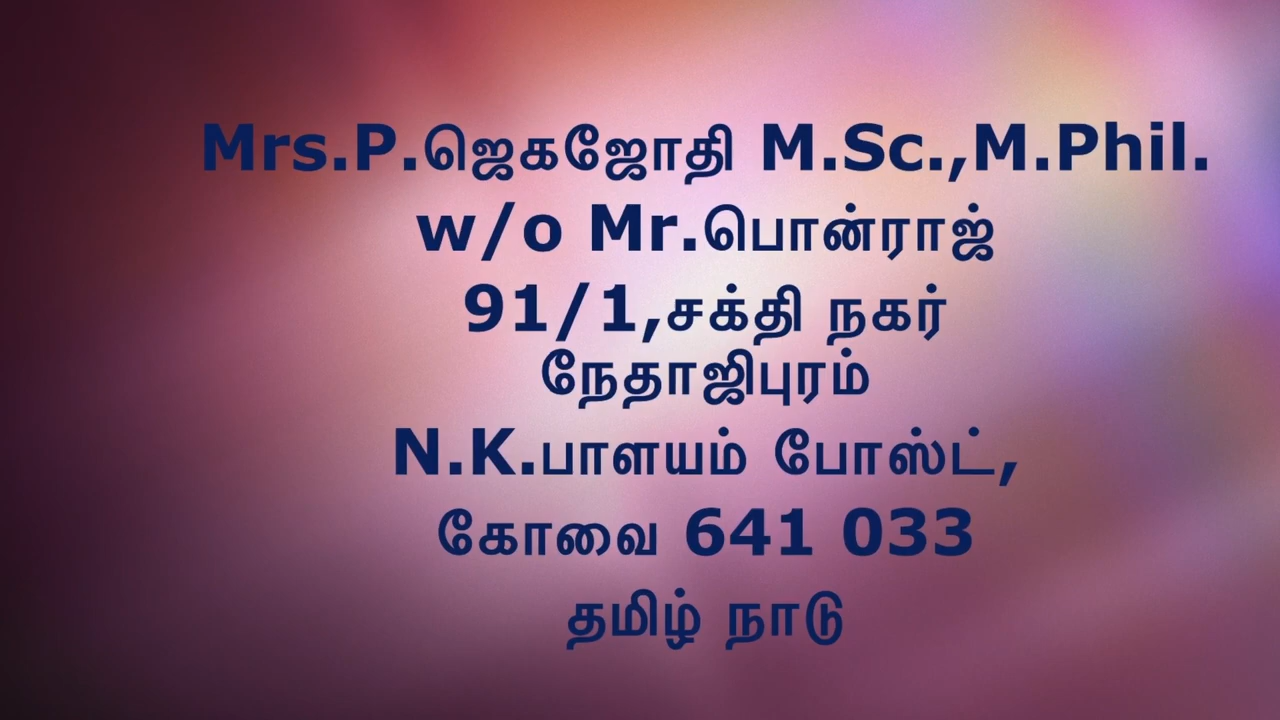 Mrs.P.ஜெகஜோதி M.Sc.,M.Phil.
w/o Mr.பொன்ராஜ்
91/1,சக்தி நகர்
நேதாஜிபுரம்
N.K.பாளயம் போஸ்ட்,
கோவை 641 033
தமிழ் நாடு